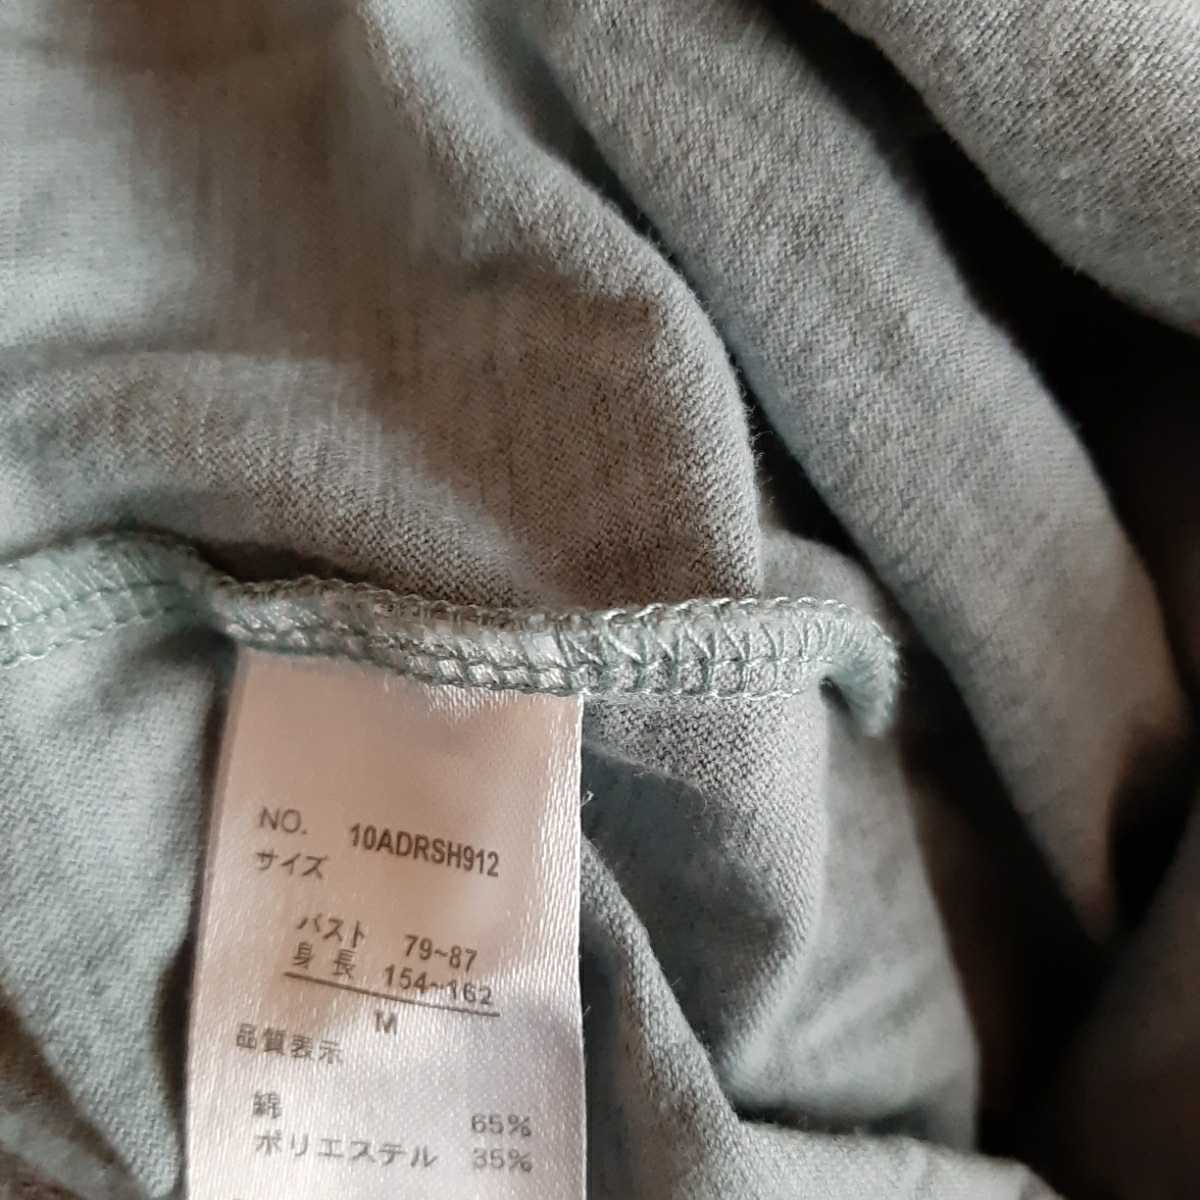 NO. 10ADRSH912
サイズ
バスト 79~87
身長 154~162
M
品質表示
綿 65%
ポリエステル 35%